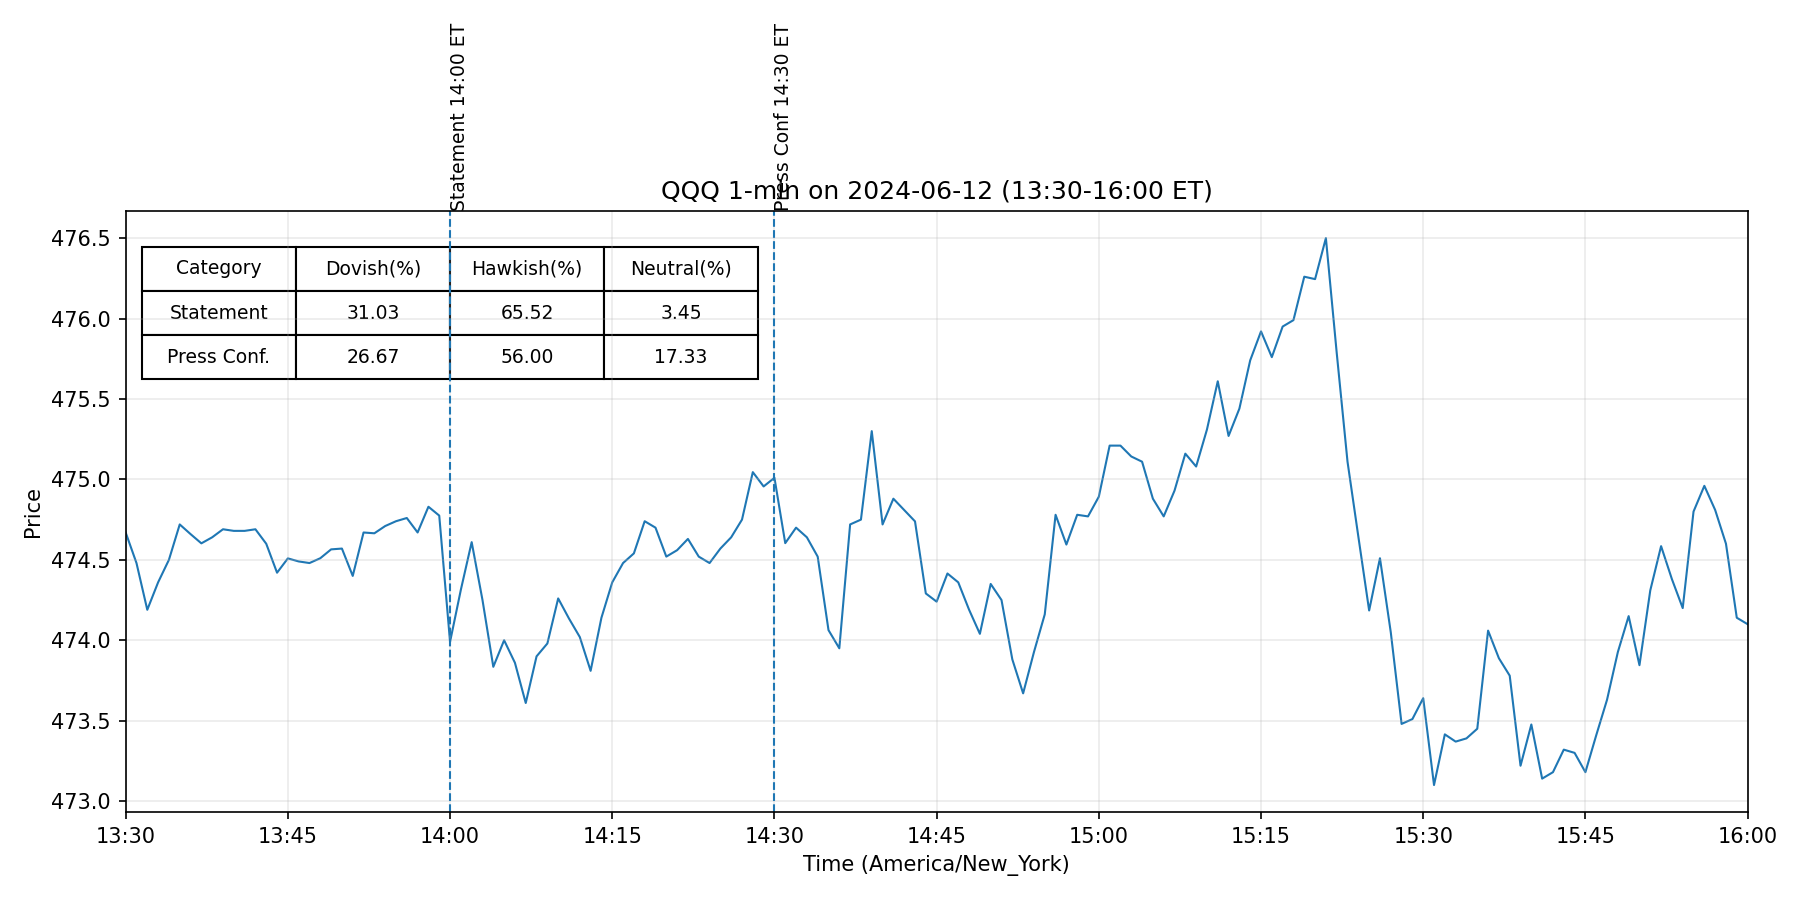 Statement 14:00 ET
Press Conf 14:30 ET
QQQ 1-min on 2024-06-12 (13:30-16:00 ET)
Category Dovish(%) Hawkish(%) Neutral(%)
Statement 31.03 65.52 3.45
Press Conf. 26.67 56.00 17.33
Price
476.5
476.0
475.5
475.0
474.5
474.0
473.5
473.0
13:30 13:45 14:00 14:15 14:30 14:45 15:00 15:15 15:30 15:45 16:00
Time (America/New_York)